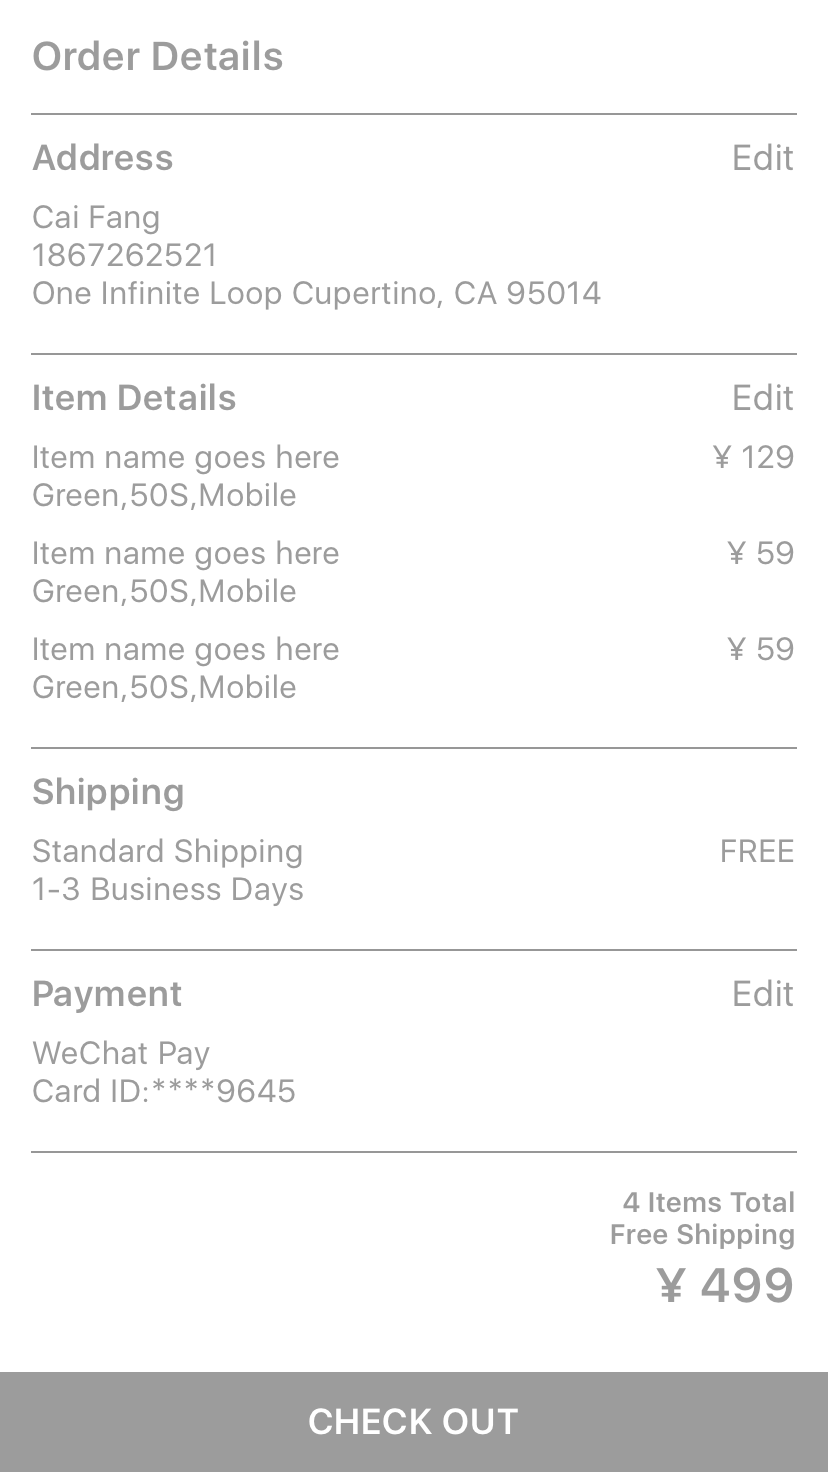 Order Details
Address Edit
Cai Fang
1867262521
One Infinite Loop Cupertino, CA 95014
Item Details Edit
Item name goes here ¥ 129
Green,50S,Mobile
Item name goes here ¥ 59
Green,50S,Mobile
Item name goes here ¥ 59
Green,50S,Mobile
Shipping
Standard Shipping FREE
1-3 Business Days
Payment Edit
WeChat Pay
Card ID:****9645
4 Items Total
Free Shipping
¥ 499
CHECK OUT